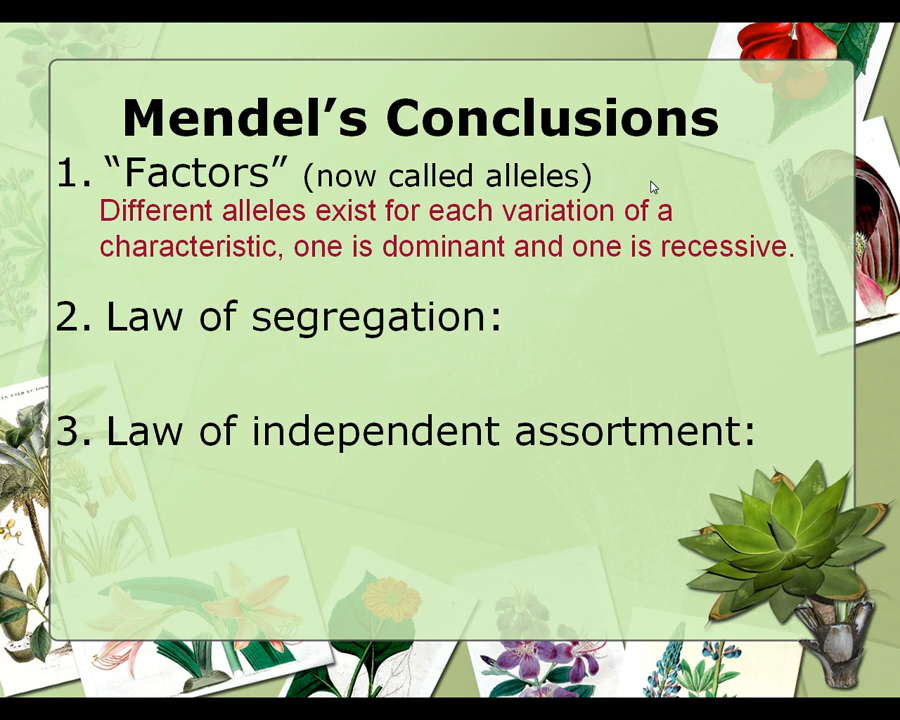 Mendel’s Conclusions
1. “Factors” (now called alleles)
Different alleles exist for each variation of a
characteristic, one is dominant and one is recessive.
2. Law of segregation:
3. Law of independent assortment: